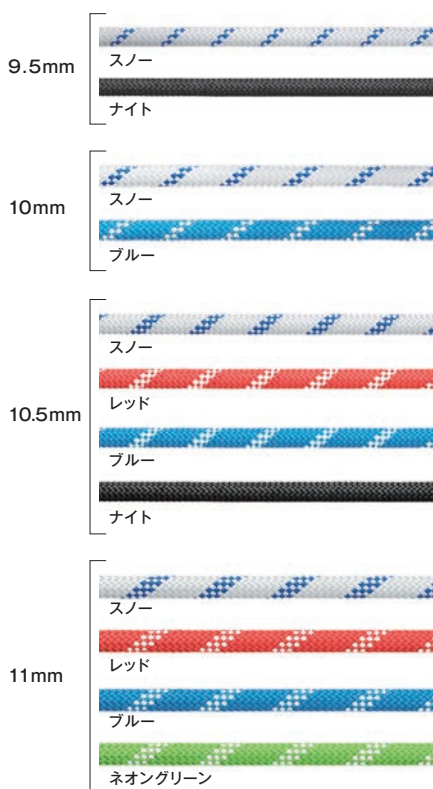 9.5mm
スノー
ナイト
10mm
スノー
ブルー
10.5mm
スノー
レッド
ブルー
ナイト
11mm
スノー
レッド
ブルー
ネオングリーン